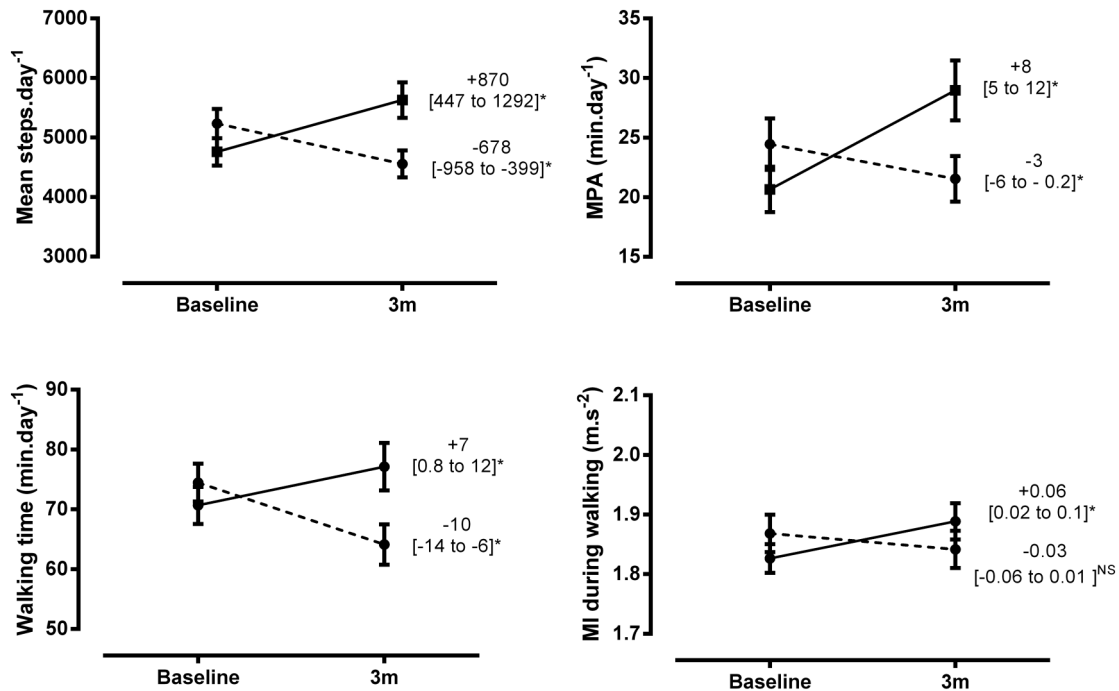 Mean steps.day⁻¹
7000
6000
5000
4000
3000
+870
[447 to 1292]*
-678
[-958 to -399]*
Baseline
3m
MPA (min.day⁻¹)
35
30
25
20
15
+8
[5 to 12]*
-3
[-6 to - 0.2]*
Baseline
3m
Walking time (min.day⁻¹)
90
80
70
60
50
+7
[0.8 to 12]*
-10
[-14 to -6]*
Baseline
3m
MI during walking (m.s⁻²)
2.1
2.0
1.9
1.8
1.7
+0.06
[0.02 to 0.1]*
-0.03
[-0.06 to 0.01 ]ᴺˢ
Baseline
3m